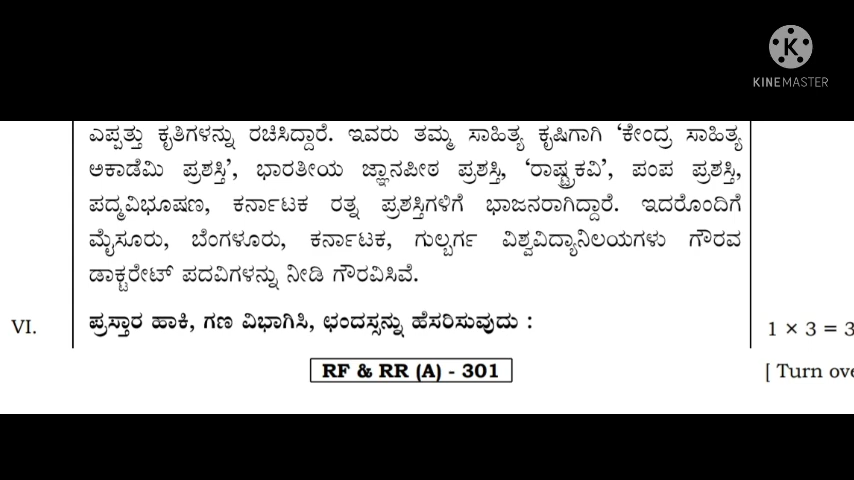 K
KINEMASTER
ಎಪ್ಪತ್ತು ಕೃತಿಗಳನ್ನು ರಚಿಸಿದ್ದಾರೆ. ಇವರು ತಮ್ಮ ಸಾಹಿತ್ಯ ಕೃಷಿಗಾಗಿ ‘ಕೇಂದ್ರ ಸಾಹಿತ್ಯ
ಅಕಾಡೆಮಿ ಪ್ರಶಸ್ತಿ’, ಭಾರತೀಯ ಜ್ಞಾನಪೀಠ ಪ್ರಶಸ್ತಿ, ‘ರಾಷ್ಟ್ರಕವಿ’, ಪಂಪ ಪ್ರಶಸ್ತಿ,
ಪದ್ಮವಿಭೂಷಣ, ಕರ್ನಾಟಕ ರತ್ನ ಪ್ರಶಸ್ತಿಗಳಿಗೆ ಭಾಜನರಾಗಿದ್ದಾರೆ. ಇದರೊಂದಿಗೆ
ಮೈಸೂರು, ಬೆಂಗಳೂರು, ಕರ್ನಾಟಕ, ಗುಲ್ಬರ್ಗ ವಿಶ್ವವಿದ್ಯಾನಿಲಯಗಳು ಗೌರವ
ಡಾಕ್ಟರೇಟ್ ಪದವಿಗಳನ್ನು ನೀಡಿ ಗೌರವಿಸಿವೆ.
VI. ಪ್ರಸ್ತಾರ ಹಾಕಿ, ಗಣ ವಿಭಾಗಿಸಿ, ಛಂದಸ್ಸನ್ನು ಹೆಸರಿಸುವುದು : 1 × 3 = 3
RF & RR (A) - 301 [ Turn ove